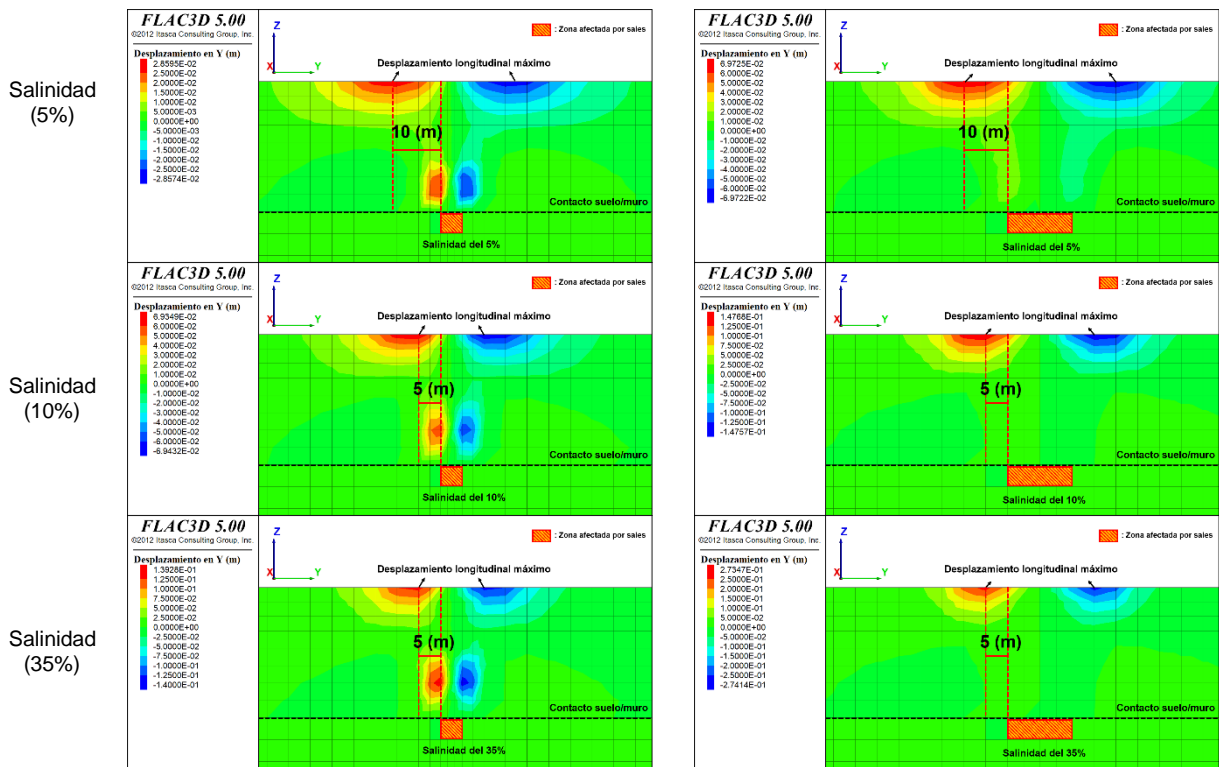 Salinidad
(5%)
FLAC3D 5.00
©2012 Itasca Consulting Group, Inc.
Desplazamiento en Y (m)
2.8595E-02
2.5000E-02
2.0000E-02
1.5000E-02
1.0000E-02
5.0000E-03
0.0000E+00
-5.0000E-03
-1.0000E-02
-1.5000E-02
-2.0000E-02
-2.5000E-02
-2.8574E-02
Z
X
Y
: Zona afectada por sales
Desplazamiento longitudinal máximo
10 (m)
Contacto suelo/muro
Salinidad del 5%
FLAC3D 5.00
©2012 Itasca Consulting Group, Inc.
Desplazamiento en Y (m)
6.9725E-02
6.0000E-02
5.0000E-02
4.0000E-02
3.0000E-02
2.0000E-02
1.0000E-02
0.0000E+00
-1.0000E-02
-2.0000E-02
-3.0000E-02
-4.0000E-02
-5.0000E-02
-6.0000E-02
-6.9722E-02
Z
X
Y
: Zona afectada por sales
Desplazamiento longitudinal máximo
10 (m)
Contacto suelo/muro
Salinidad del 5%
Salinidad
(10%)
FLAC3D 5.00
©2012 Itasca Consulting Group, Inc.
Desplazamiento en Y (m)
6.9349E-02
6.0000E-02
5.0000E-02
4.0000E-02
3.0000E-02
2.0000E-02
1.0000E-02
0.0000E+00
-1.0000E-02
-2.0000E-02
-3.0000E-02
-4.0000E-02
-5.0000E-02
-6.0000E-02
-6.9432E-02
Z
X
Y
: Zona afectada por sales
Desplazamiento longitudinal máximo
5 (m)
Contacto suelo/muro
Salinidad del 10%
FLAC3D 5.00
©2012 Itasca Consulting Group, Inc.
Desplazamiento en Y (m)
1.4768E-01
1.2500E-01
1.0000E-01
7.5000E-02
5.0000E-02
2.5000E-02
0.0000E+00
-2.5000E-02
-5.0000E-02
-7.5000E-02
-1.0000E-01
-1.2500E-01
-1.4757E-01
Z
X
Y
: Zona afectada por sales
Desplazamiento longitudinal máximo
5 (m)
Contacto suelo/muro
Salinidad del 10%
Salinidad
(35%)
FLAC3D 5.00
©2012 Itasca Consulting Group, Inc.
Desplazamiento en Y (m)
1.3928E-01
1.2500E-01
1.0000E-01
7.5000E-02
5.0000E-02
2.5000E-02
0.0000E+00
-2.5000E-02
-5.0000E-02
-7.5000E-02
-1.0000E-01
-1.2500E-01
-1.4000E-01
Z
X
Y
: Zona afectada por sales
Desplazamiento longitudinal máximo
5 (m)
Contacto suelo/muro
Salinidad del 35%
FLAC3D 5.00
©2012 Itasca Consulting Group, Inc.
Desplazamiento en Y (m)
2.7347E-01
2.5000E-01
2.0000E-01
1.5000E-01
1.0000E-01
5.0000E-02
0.0000E+00
-5.0000E-02
-1.0000E-01
-1.5000E-01
-2.0000E-01
-2.5000E-01
-2.7414E-01
Z
X
Y
: Zona afectada por sales
Desplazamiento longitudinal máximo
5 (m)
Contacto suelo/muro
Salinidad del 35%